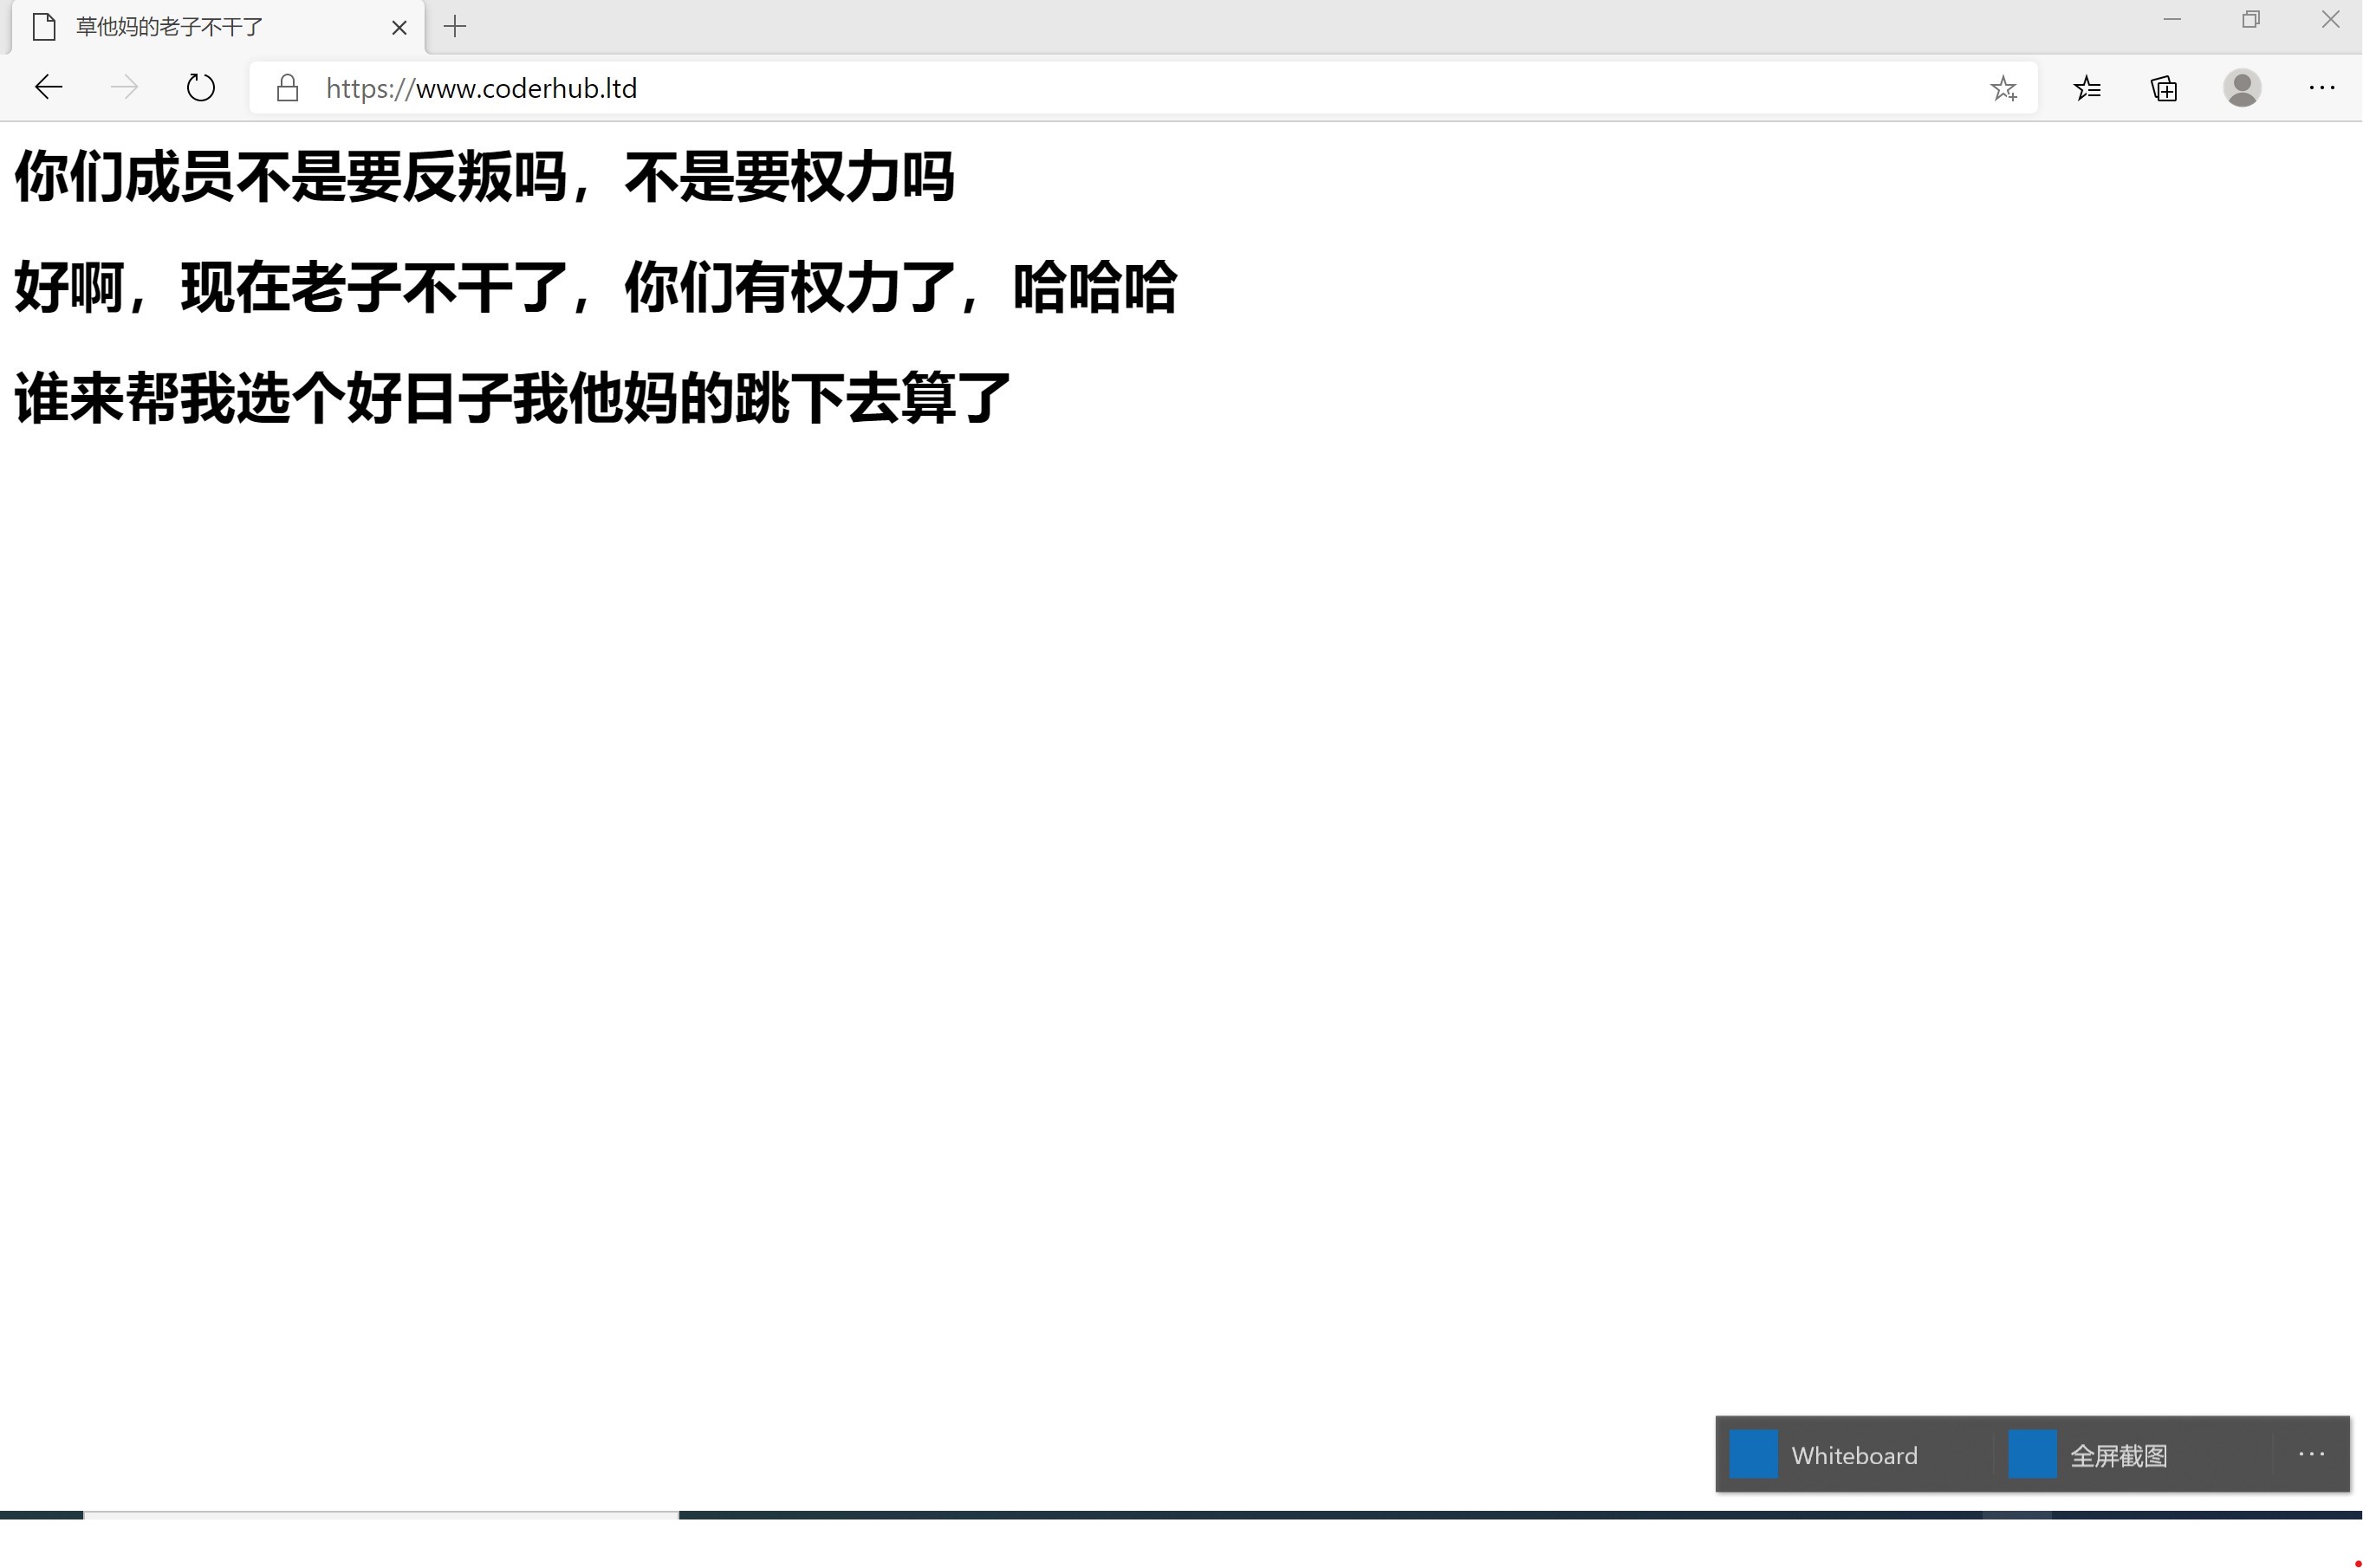 草他妈的老子不干了
https://www.coderhub.ltd
你们成员不是要反叛吗，不是要权力吗
好啊，现在老子不干了，你们有权力了，哈哈哈
谁来帮我选个好日子我他妈的跳下去算了
Whiteboard
全屏截图